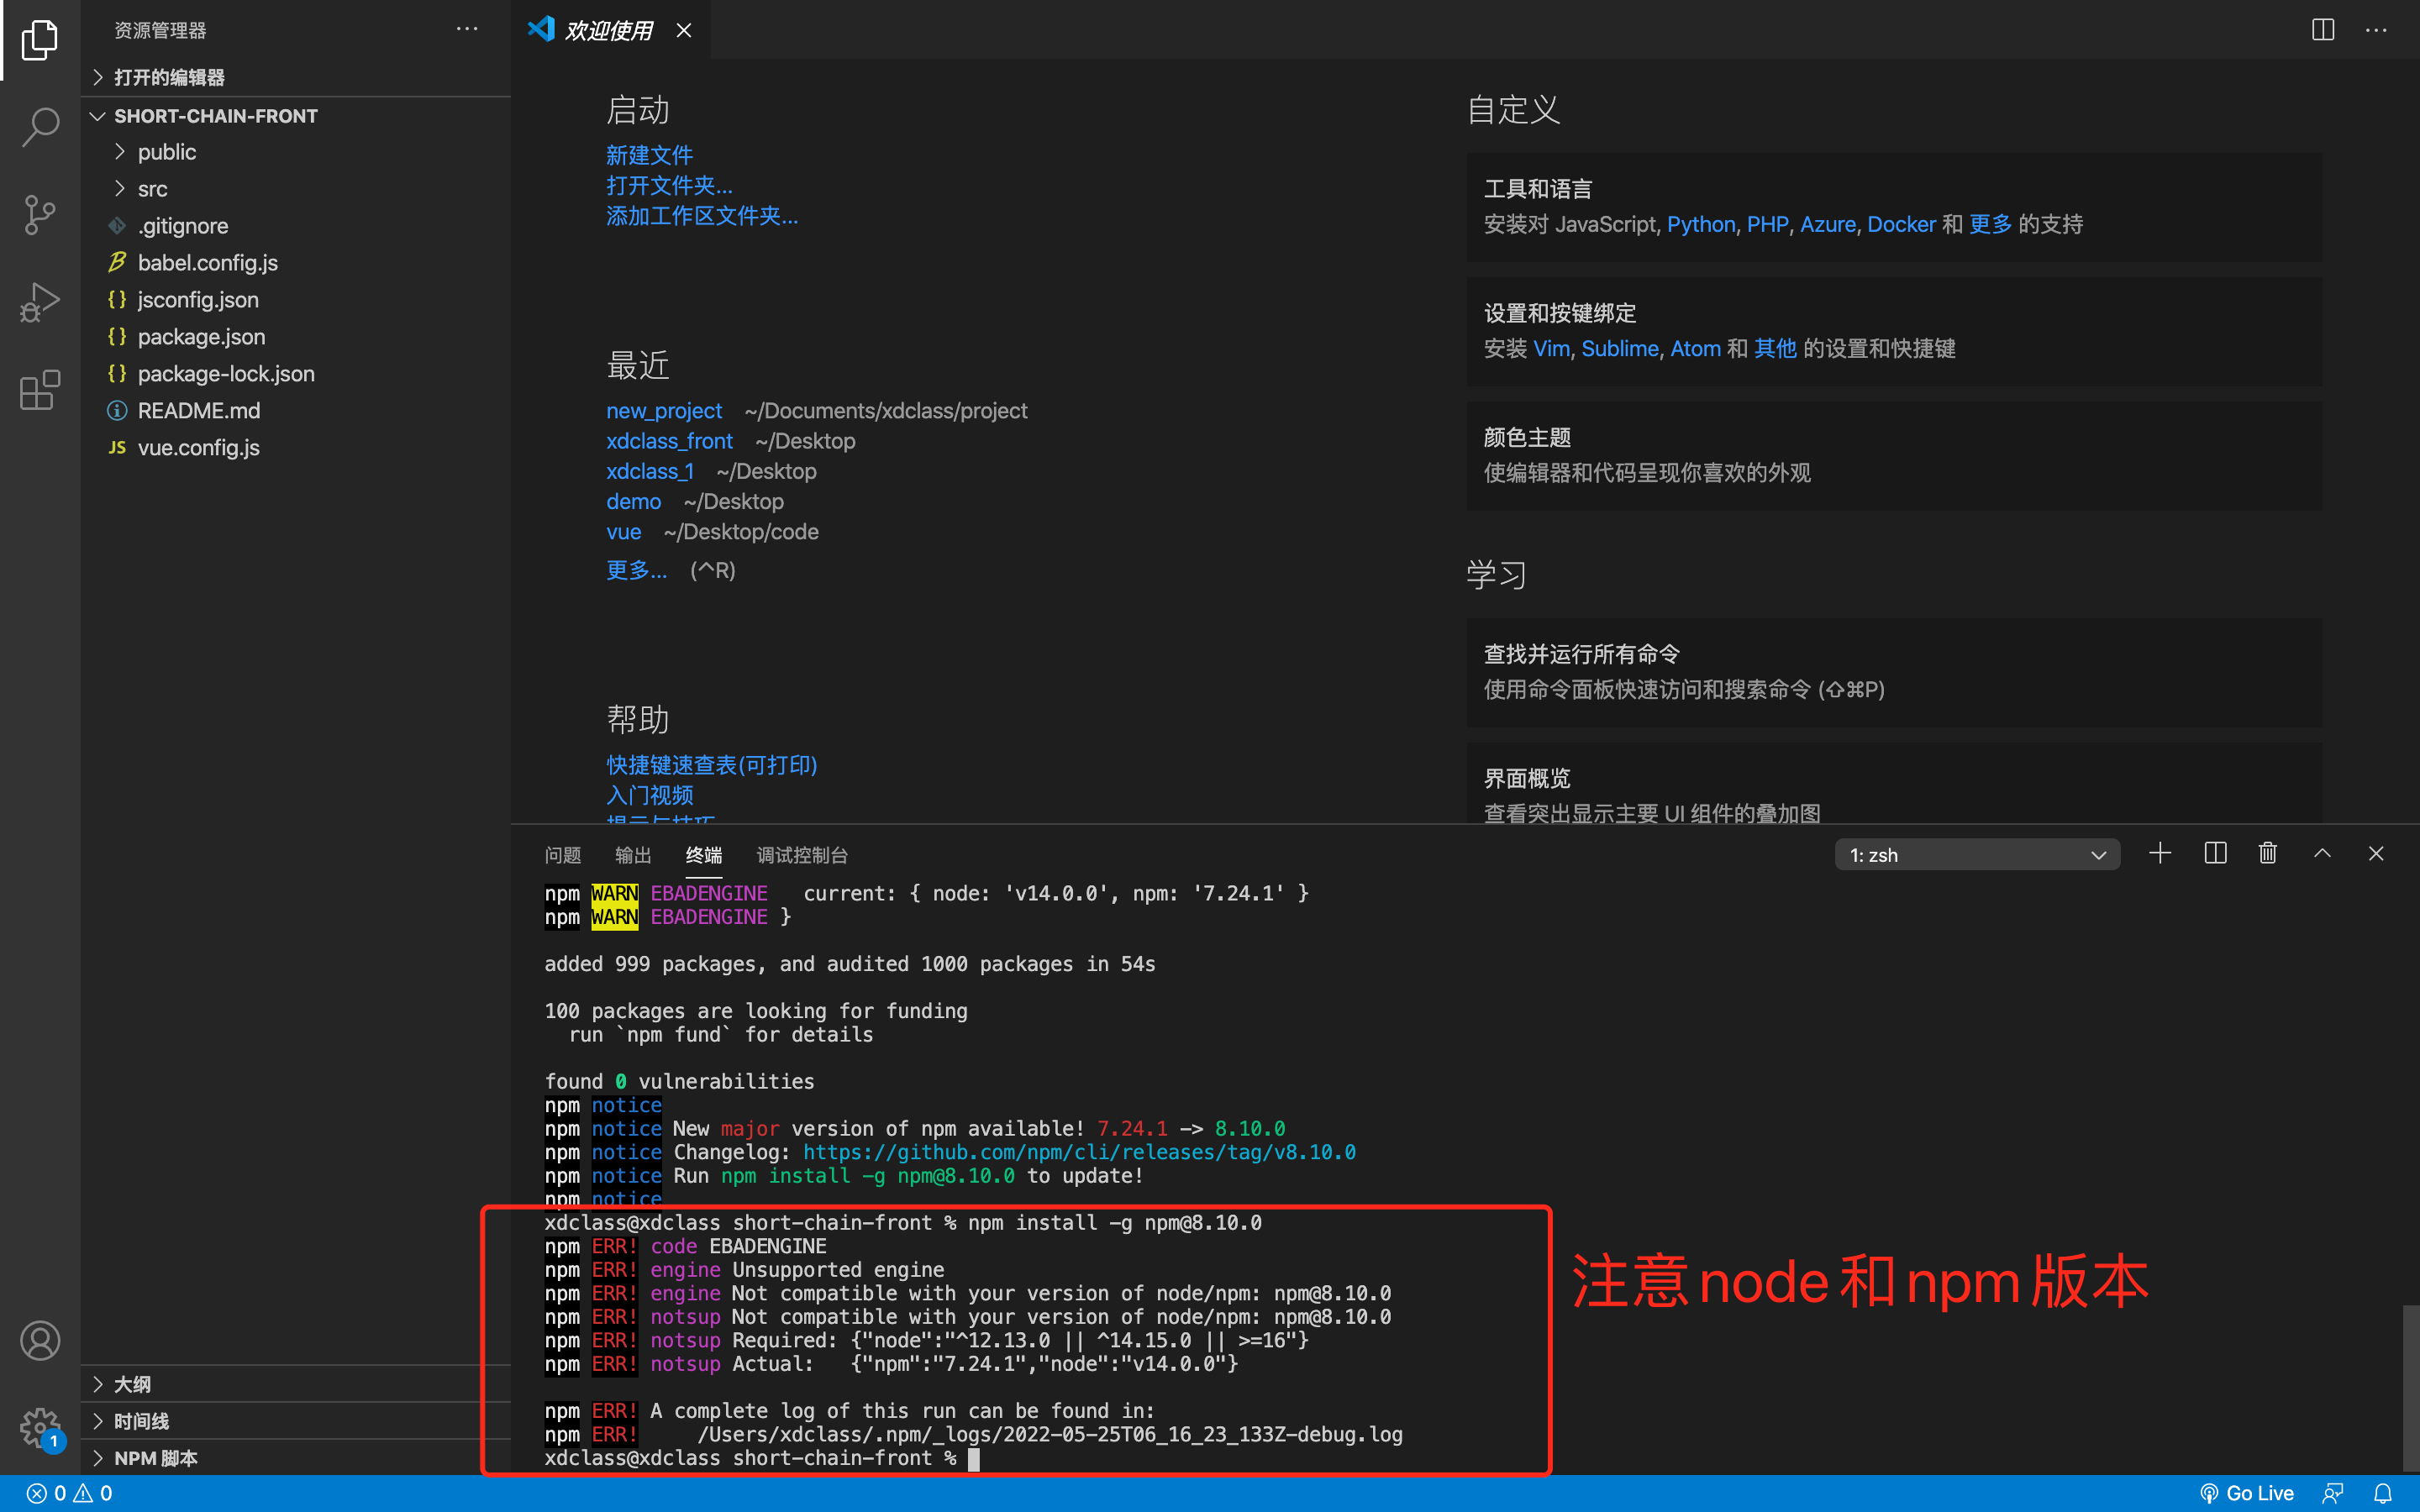 资源管理器
打开的编辑器
SHORT-CHAIN-FRONT
public
src
.gitignore
babel.config.js
jsconfig.json
package.json
package-lock.json
README.md
JS vue.config.js
大纲
时间线
NPM 脚本
欢迎使用
启动
新建文件
打开文件夹...
添加工作区文件夹...
最近
new_project ~/Documents/xdclass/project
xdclass_front ~/Desktop
xdclass_1 ~/Desktop
demo ~/Desktop
vue ~/Desktop/code
更多... (^R)
帮助
快捷键速查表(可打印)
入门视频
提示与技巧
自定义
工具和语言
安装对 JavaScript, Python, PHP, Azure, Docker 和 更多 的支持
设置和按键绑定
安装 Vim, Sublime, Atom 和 其他 的设置和快捷键
颜色主题
使编辑器和代码呈现你喜欢的外观
学习
查找并运行所有命令
使用命令面板快速访问和搜索命令 (⇧⌘P)
界面概览
查看突出显示主要 UI 组件的叠加图
问题 输出 终端 调试控制台
1: zsh
npm WARN EBADENGINE   current: { node: 'v14.0.0', npm: '7.24.1' }
npm WARN EBADENGINE }
added 999 packages, and audited 1000 packages in 54s
100 packages are looking for funding
run `npm fund` for details
found 0 vulnerabilities
npm notice
npm notice New major version of npm available! 7.24.1 -> 8.10.0
npm notice Changelog: https://github.com/npm/cli/releases/tag/v8.10.0
npm notice Run npm install -g npm@8.10.0 to update!
npm notice
xdclass@xdclass short-chain-front % npm install -g npm@8.10.0
npm ERR! code EBADENGINE
npm ERR! engine Unsupported engine
npm ERR! engine Not compatible with your version of node/npm: npm@8.10.0
npm ERR! notsup Not compatible with your version of node/npm: npm@8.10.0
npm ERR! notsup Required: {"node":"^12.13.0 || ^14.15.0 || >=16"}
npm ERR! notsup Actual:   {"npm":"7.24.1","node":"v14.0.0"}
npm ERR! A complete log of this run can be found in:
npm ERR!     /Users/xdclass/.npm/_logs/2022-05-25T06_16_23_133Z-debug.log
xdclass@xdclass short-chain-front %
注意node和npm版本
1
0 0
Go Live